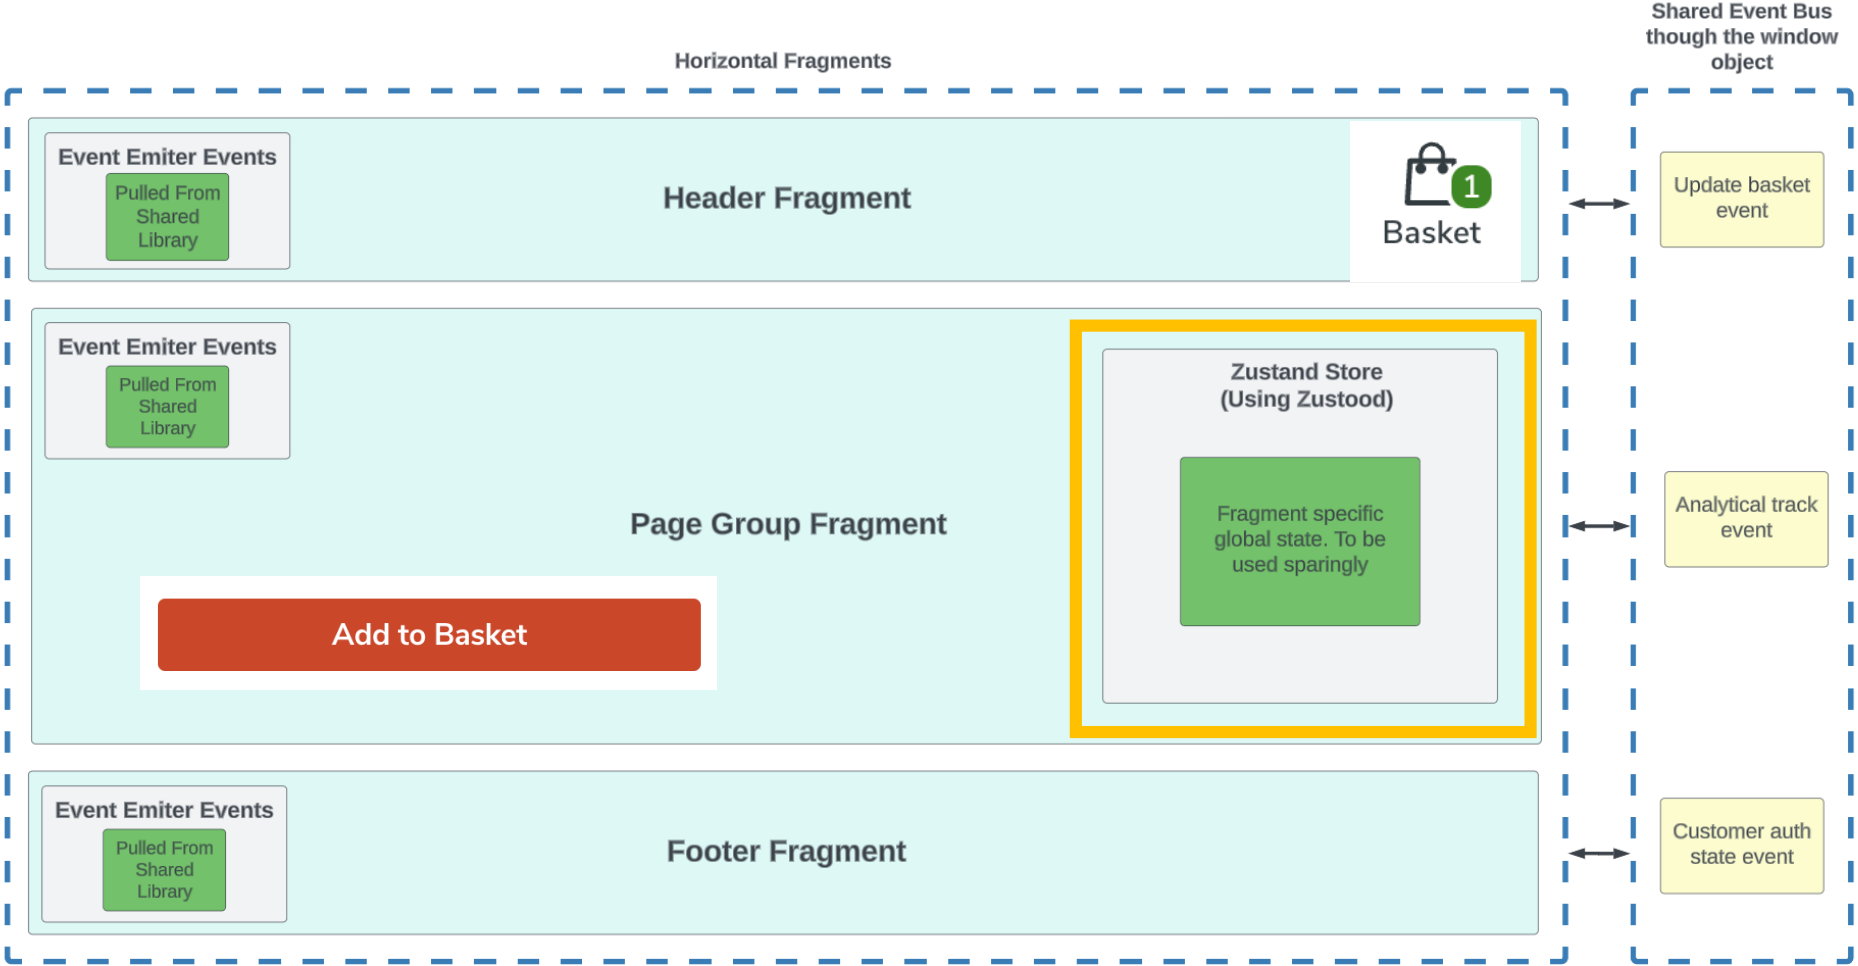 Shared Event Bus
though the window
object
Horizontal Fragments
Event Emiter Events
Pulled From
Shared
Library
Header Fragment
1
Basket
Update basket
event
Event Emiter Events
Pulled From
Shared
Library
Zustand Store
(Using Zustood)
Fragment specific
global state. To be
used sparingly
Page Group Fragment
Analytical track
event
Add to Basket
Event Emiter Events
Pulled From
Shared
Library
Footer Fragment
Customer auth
state event